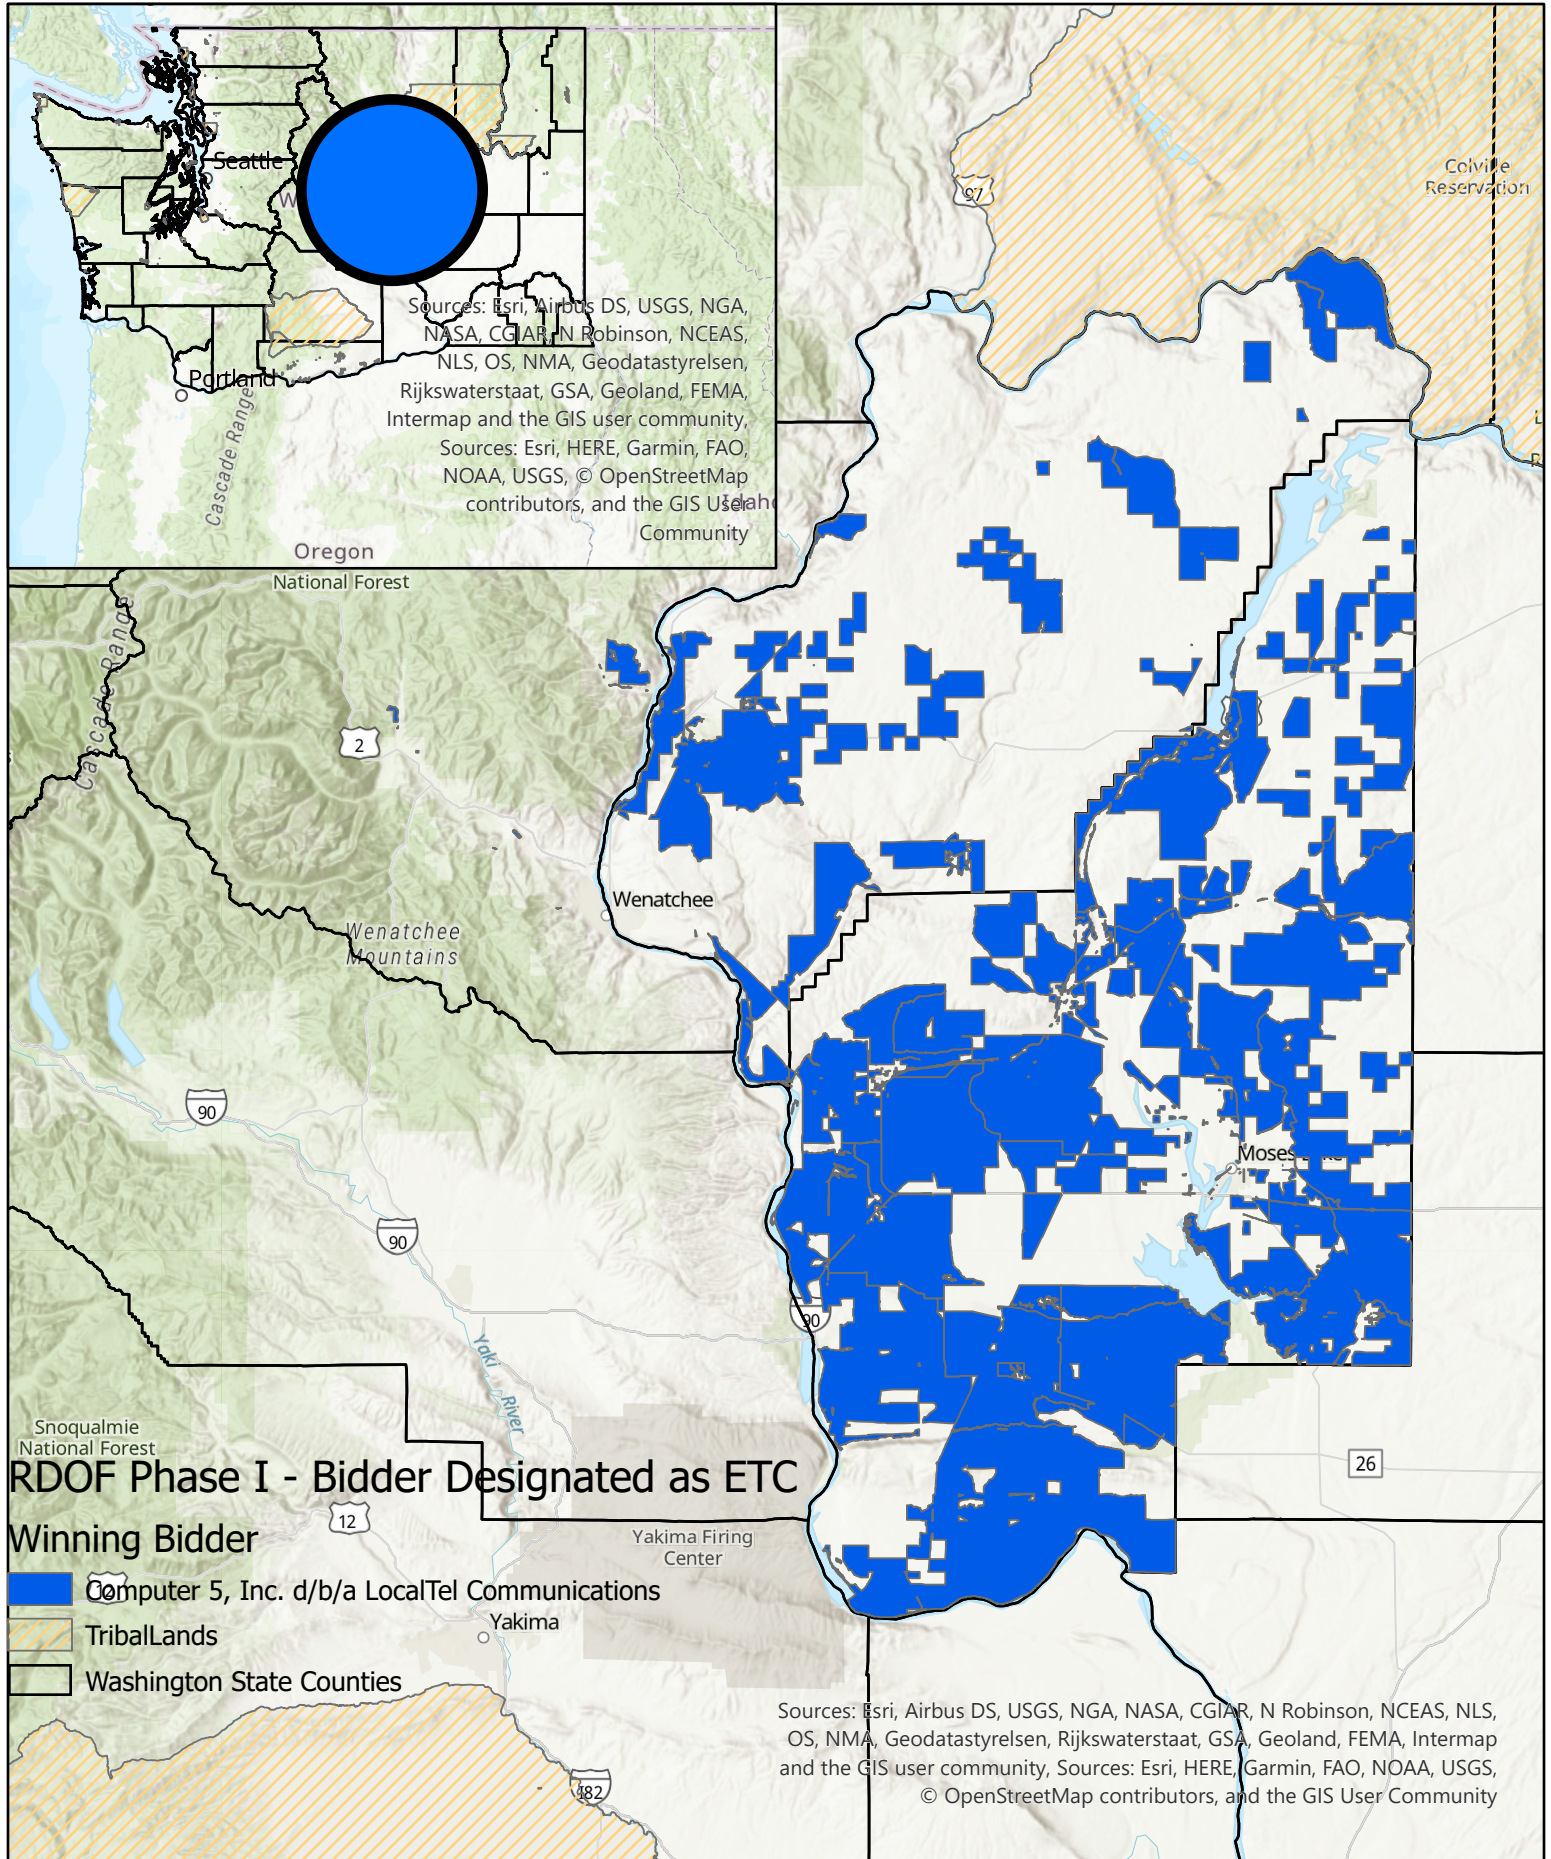 Seattle
W
Portland
Cascade Range
Oregon
Idaho
Sources: Esri, Airbus DS, USGS, NGA,
NASA, CGIAR, N Robinson, NCEAS,
NLS, OS, NMA, Geodatastyrelsen,
Rijkswaterstaat, GSA, Geoland, FEMA,
Intermap and the GIS user community,
Sources: Esri, HERE, Garmin, FAO,
NOAA, USGS, © OpenStreetMap
contributors, and the GIS User
Community
Colville
Reservation
97
National Forest
Cascade Range
2
Wenatchee
Wenatchee
Mountains
90
Moses Lake
90
90
Yaki
River
Snoqualmie
National Forest
26
RDOF Phase I - Bidder Designated as ETC
12
Winning Bidder
Yakima Firing
Center
12
Computer 5, Inc. d/b/a LocalTel Communications
Yakima
TribalLands
Washington State Counties
I82
Sources: Esri, Airbus DS, USGS, NGA, NASA, CGIAR, N Robinson, NCEAS, NLS,
OS, NMA, Geodatastyrelsen, Rijkswaterstaat, GSA, Geoland, FEMA, Intermap
and the GIS user community, Sources: Esri, HERE, Garmin, FAO, NOAA, USGS,
© OpenStreetMap contributors, and the GIS User Community